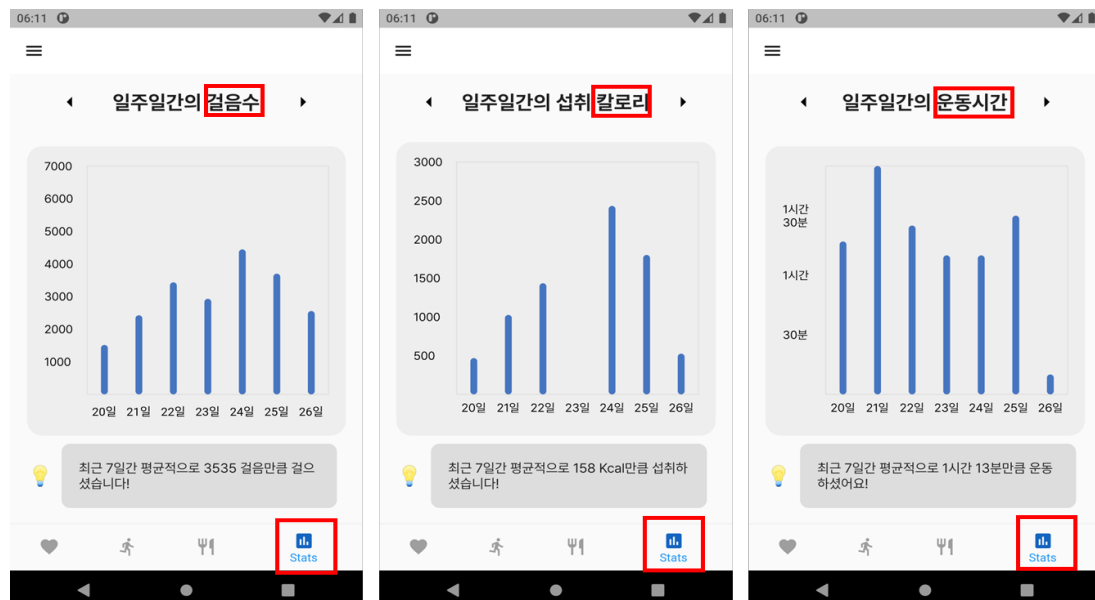 06:11
일주일간의 걸음수
7000
6000
5000
4000
3000
2000
1000
20일 21일 22일 23일 24일 25일 26일
최근 7일간 평균적으로 3535 걸음만큼 걸으
셨습니다!
Stats
06:11
일주일간의 섭취 칼로리
3000
2500
2000
1500
1000
500
20일 21일 22일 23일 24일 25일 26일
최근 7일간 평균적으로 158 Kcal만큼 섭취하
셨습니다!
Stats
06:11
일주일간의 운동시간
1시간
30분
1시간
30분
20일 21일 22일 23일 24일 25일 26일
최근 7일간 평균적으로 1시간 13분만큼 운동
하셨어요!
Stats